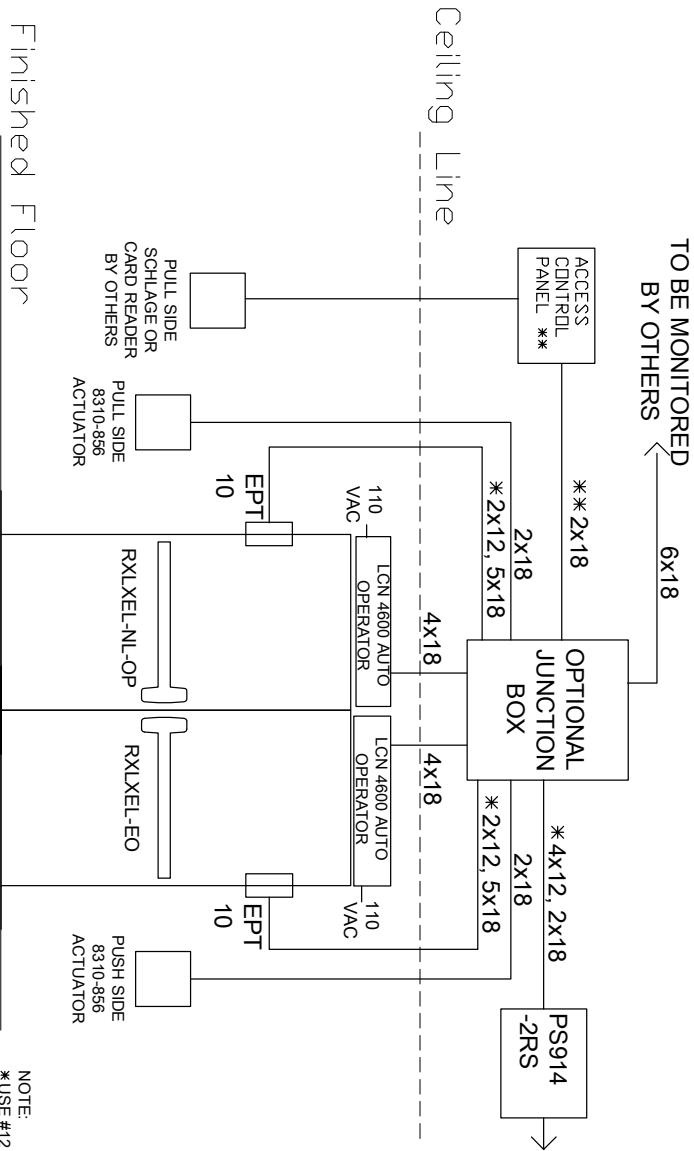 TO BE MONITORED
BY OTHERS
6x18
ACCESS
CONTROL
PANEL **
**2x18
OPTIONAL
JUNCTION
BOX
*4x12, 2x18
PS914
-2RS
2x18
*2x12, 5x18
4x18
4x18
2x18
*2x12, 5x18
Ceiling Line
110
VAC
LCN 4600 AUTO
OPERATOR
LCN 4600 AUTO
OPERATOR
110
VAC
EPT
10
EPT
10
PULL SIDE
SCHLAGE OR
CARD READER
BY OTHERS
PULL SIDE
8310-856
ACTUATOR
RXLXEL-NL-OP
RXLXEL-EO
PUSH SIDE
8310-856
ACTUATOR
Finished Floor
NOTE:
*USE #12